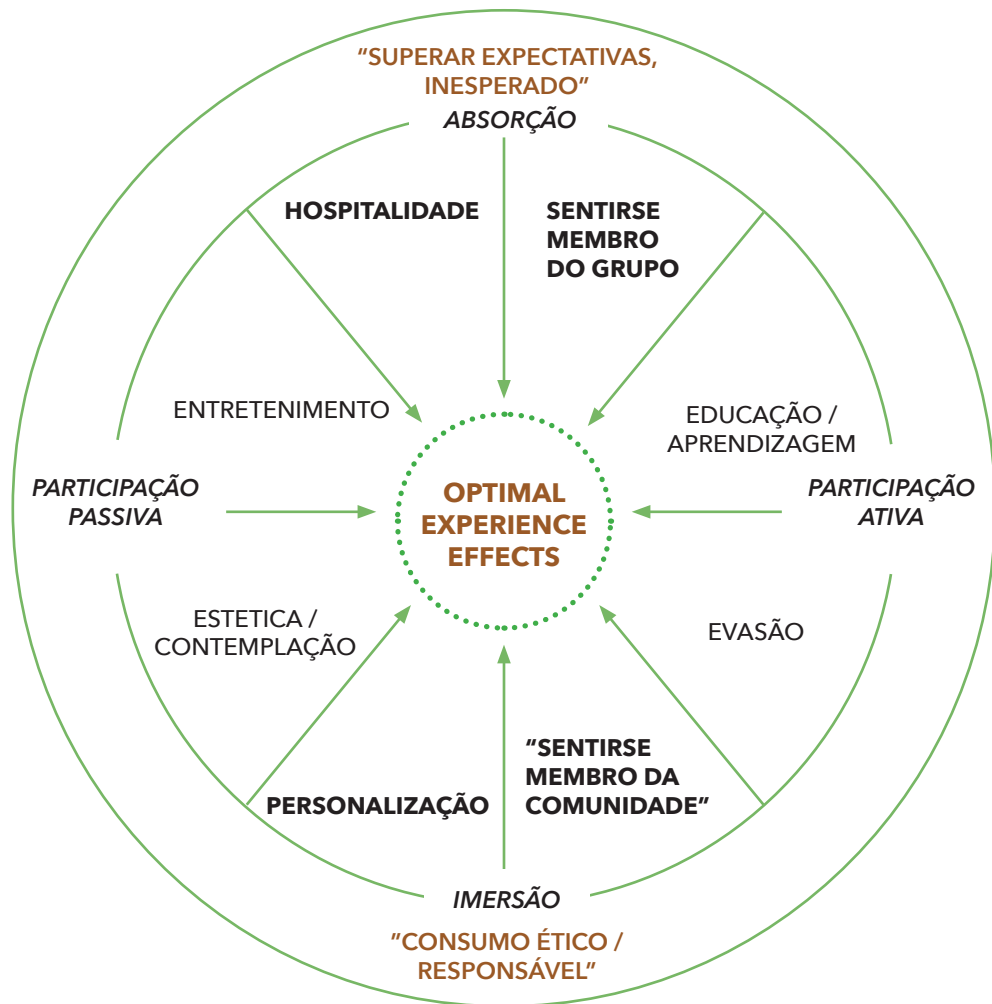 “SUPERAR EXPECTATIVAS,
INESPERADO”
ABSORÇÃO
HOSPITALIDADE
SENTIRSE
MEMBRO
DO GRUPO
ENTRETENIMENTO
EDUCAÇÃO /
APRENDIZAGEM
PARTICIPAÇÃO
PASSIVA
OPTIMAL
EXPERIENCE
EFFECTS
PARTICIPAÇÃO
ATIVA
ESTETICA /
CONTEMPLAÇÃO
EVASÃO
PERSONALIZAÇÃO
“SENTIRSE
MEMBRO DA
COMUNIDADE”
IMERSÃO
“CONSUMO ÉTICO /
RESPONSÁVEL”